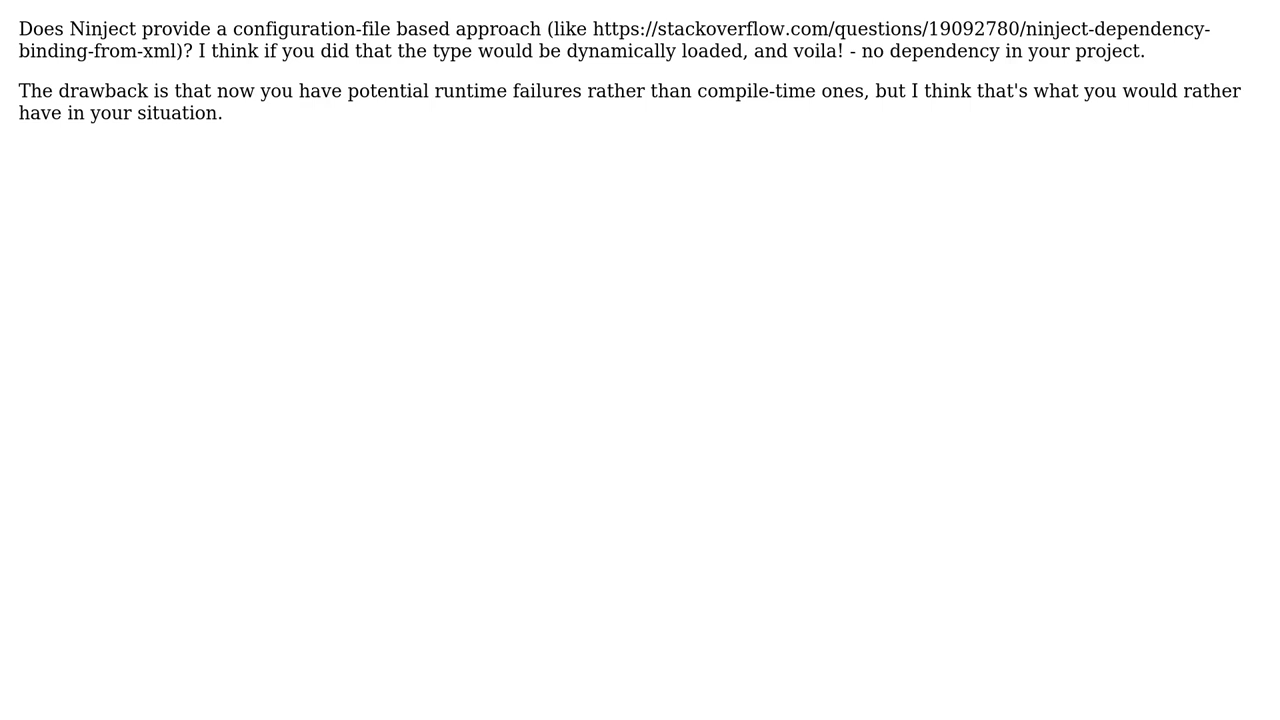 Does Ninject provide a configuration-file based approach (like https://stackoverflow.com/questions/19092780/ninject-dependency-
binding-from-xml)? I think if you did that the type would be dynamically loaded, and voila! - no dependency in your project.
The drawback is that now you have potential runtime failures rather than compile-time ones, but I think that's what you would rather
have in your situation.